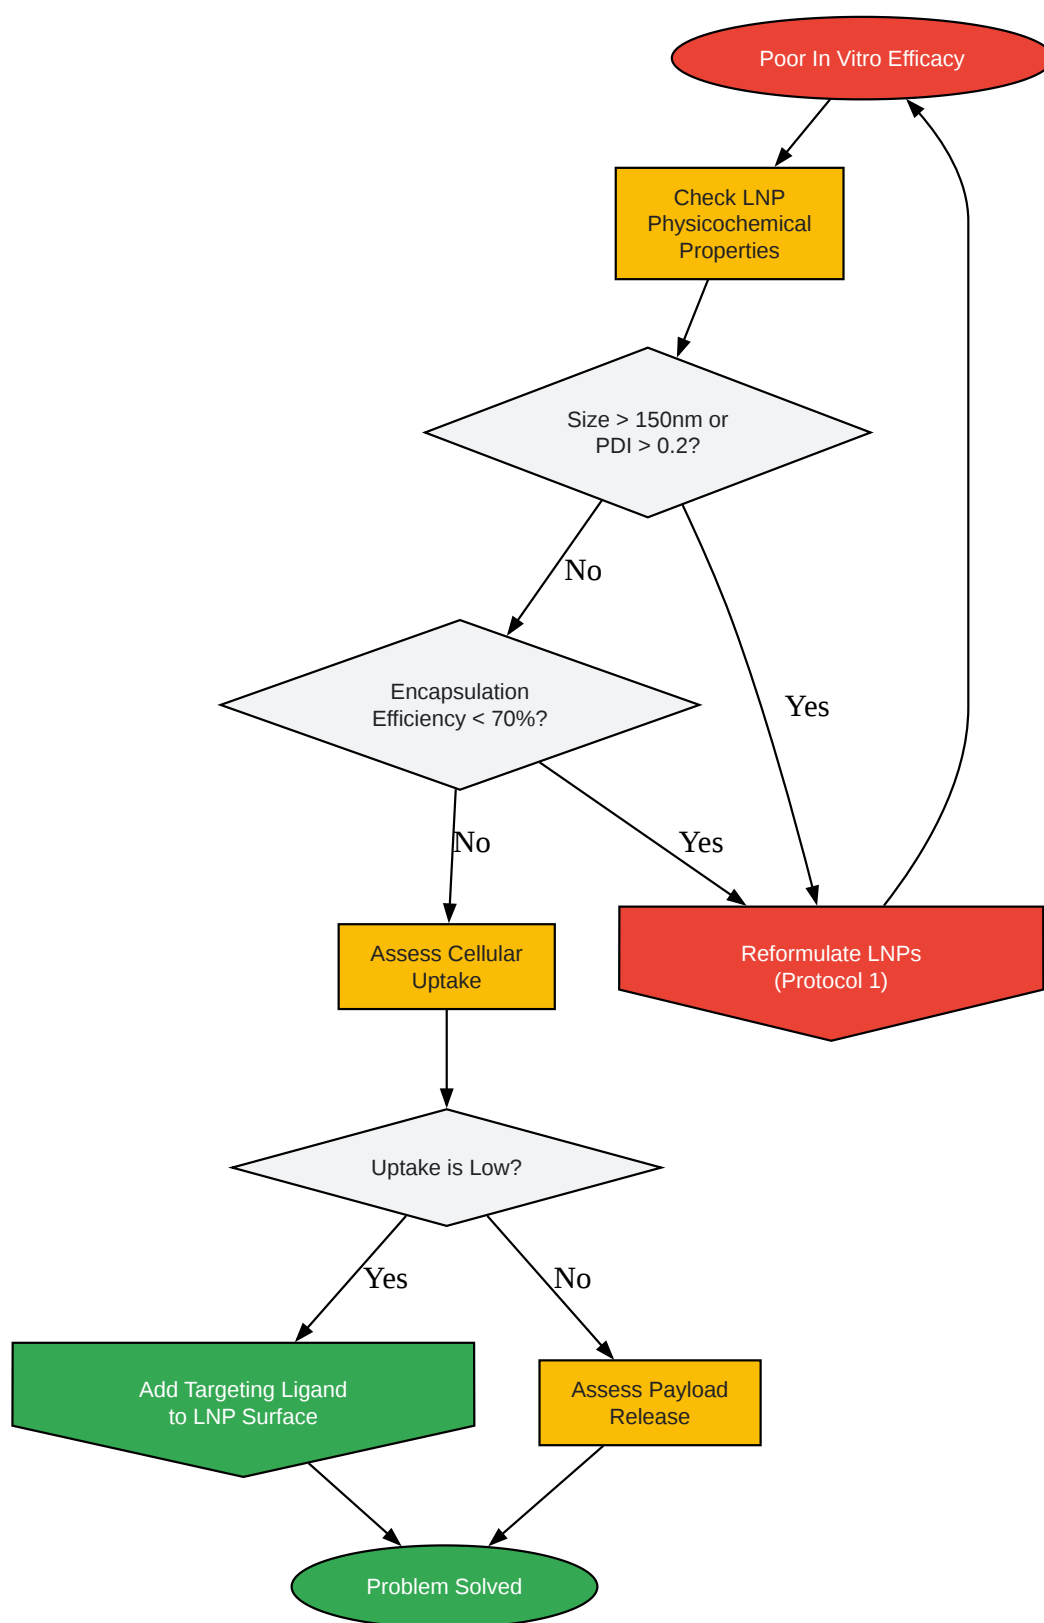 Poor In Vitro Efficacy
Check LNP
Physicochemical
Properties
Size > 150nm or
PDI > 0.2?
No
Encapsulation
Efficiency < 70%?
Yes
No
Yes
Assess Cellular
Uptake
Reformulate LNPs
(Protocol 1)
Uptake is Low?
Yes
No
Add Targeting Ligand
to LNP Surface
Assess Payload
Release
Problem Solved